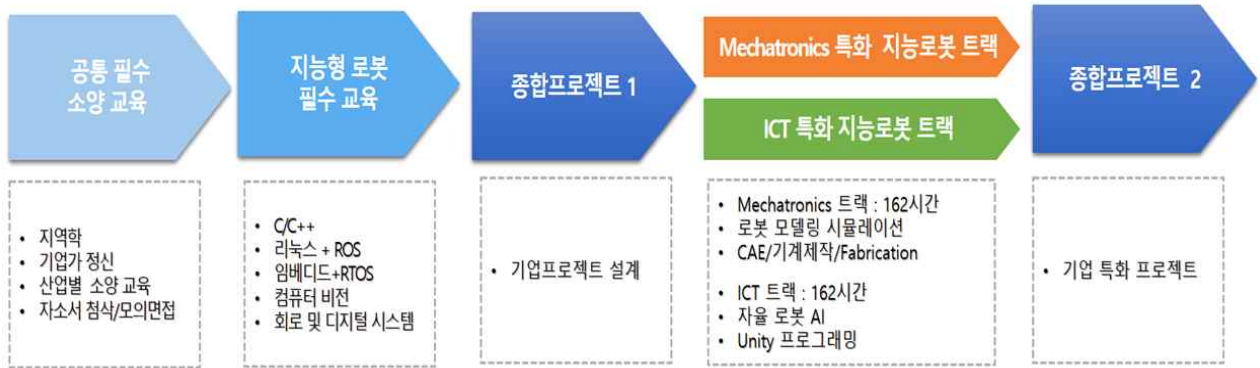 공통 필수
소양 교육
지능형 로봇
필수 교육
종합프로젝트 1
Mechatronics 특화 지능로봇 트랙
ICT 특화 지능로봇 트랙
종합프로젝트 2
• 지역학
• 기업가 정신
• 산업별 소양 교육
• 자소서 첨삭/모의면접
• C/C++
• 리눅스 + ROS
• 임베디드+RTOS
• 컴퓨터 비전
• 회로 및 디지털 시스템
• 기업프로젝트 설계
• Mechatronics 트랙 : 162시간
• 로봇 모델링 시뮬레이션
• CAE/기계제작/Fabrication
• ICT 트랙 : 162시간
• 자율 로봇 AI
• Unity 프로그래밍
• 기업 특화 프로젝트